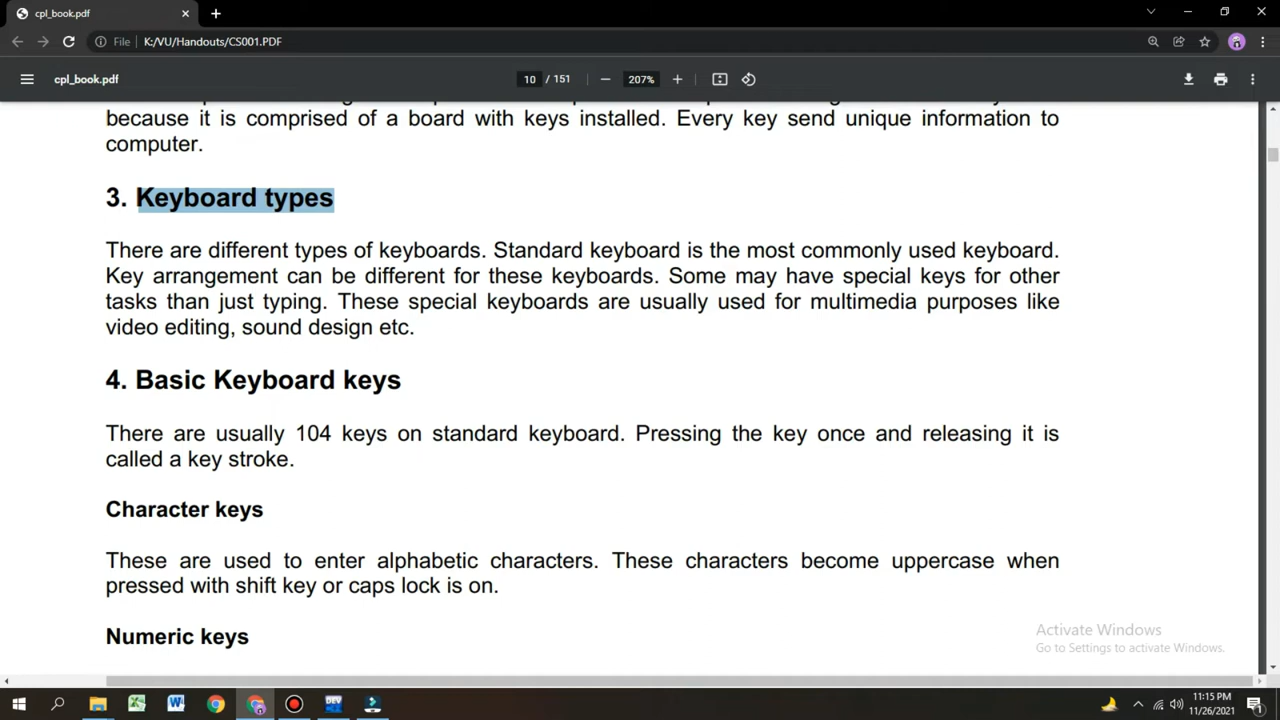 cpl_book.pdf
File K:/VU/Handouts/CS001.PDF
cpl_book.pdf
10 / 151
207%
because it is comprised of a board with keys installed. Every key send unique information to
computer.
3. Keyboard types
There are different types of keyboards. Standard keyboard is the most commonly used keyboard.
Key arrangement can be different for these keyboards. Some may have special keys for other
tasks than just typing. These special keyboards are usually used for multimedia purposes like
video editing, sound design etc.
4. Basic Keyboard keys
There are usually 104 keys on standard keyboard. Pressing the key once and releasing it is
called a key stroke.
Character keys
These are used to enter alphabetic characters. These characters become uppercase when
pressed with shift key or caps lock is on.
Numeric keys
Activate Windows
Go to Settings to activate Windows.
DEV
11:15 PM
11/26/2021